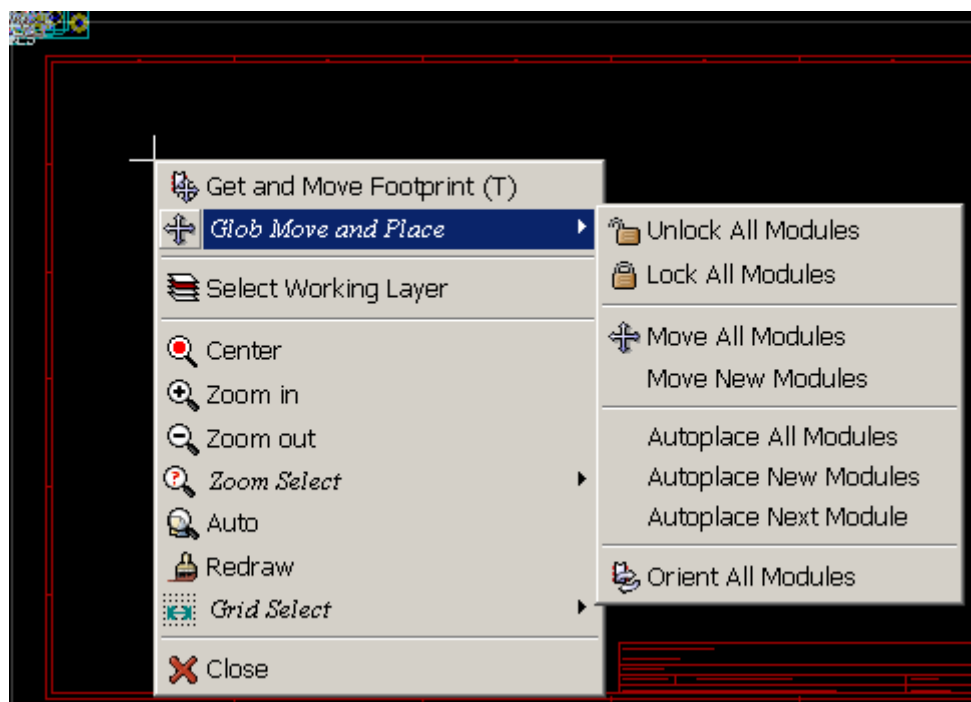 Get and Move Footprint (T)
Glob Move and Place
Select Working Layer
Center
Zoom in
Zoom out
Zoom Select
Auto
Redraw
Grid Select
Close
Unlock All Modules
Lock All Modules
Move All Modules
Move New Modules
Autoplace All Modules
Autoplace New Modules
Autoplace Next Module
Orient All Modules